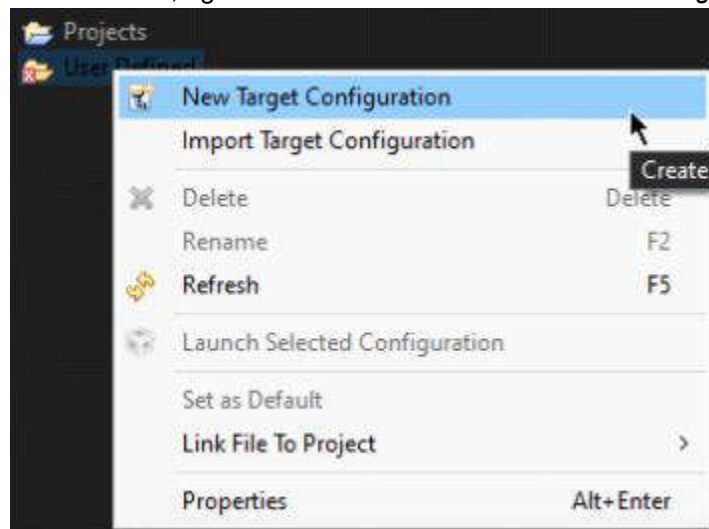 Projects
User Defined
New Target Configuration
Import Target Configuration
Create
Delete Delete
Rename F2
Refresh F5
Launch Selected Configuration
Set as Default
Link File To Project >
Properties Alt+Enter